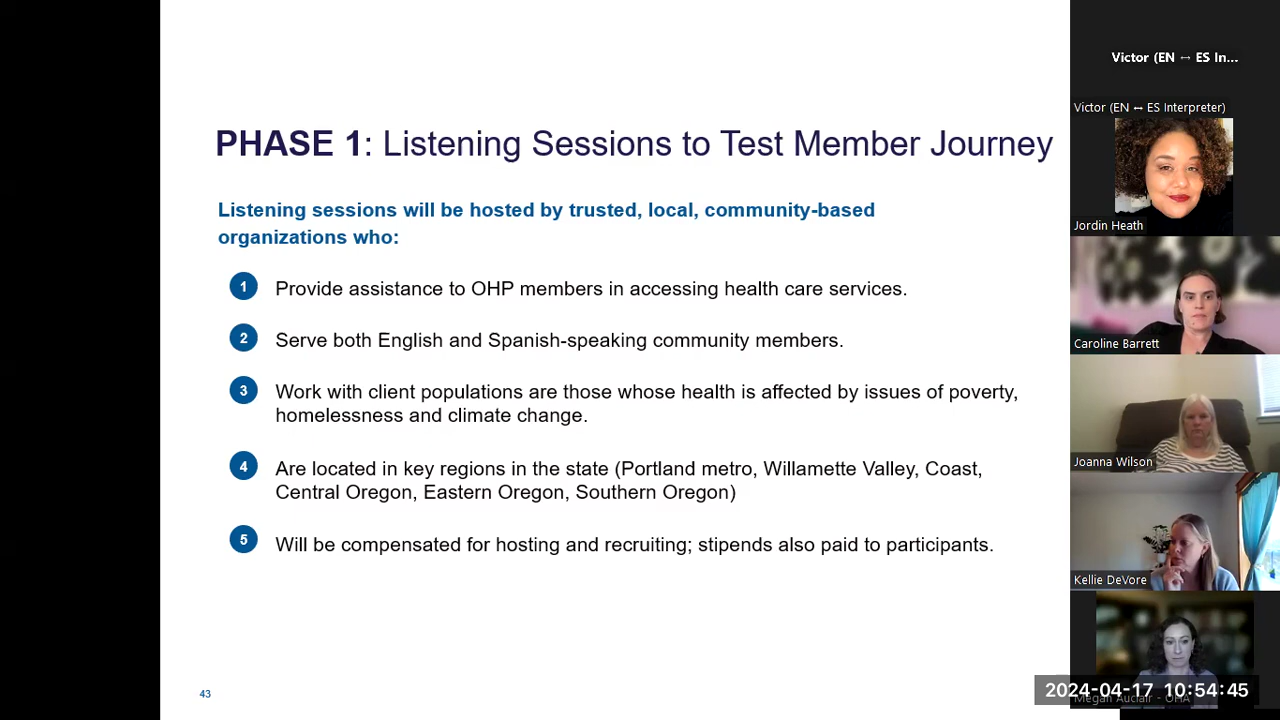 Victor (EN ↔ ES In...
Victor (EN ↔ ES Interpreter)
PHASE 1: Listening Sessions to Test Member Journey
Listening sessions will be hosted by trusted, local, community-based
organizations who:
1 Provide assistance to OHP members in accessing health care services.
2 Serve both English and Spanish-speaking community members.
3 Work with client populations are those whose health is affected by issues of poverty,
homelessness and climate change.
4 Are located in key regions in the state (Portland metro, Willamette Valley, Coast,
Central Oregon, Eastern Oregon, Southern Oregon)
5 Will be compensated for hosting and recruiting; stipends also paid to participants.
43
Jordin Heath
Caroline Barrett
Joanna Wilson
Kellie DeVore
2024-04-17 10:54:45
Megan Auclair - OHA